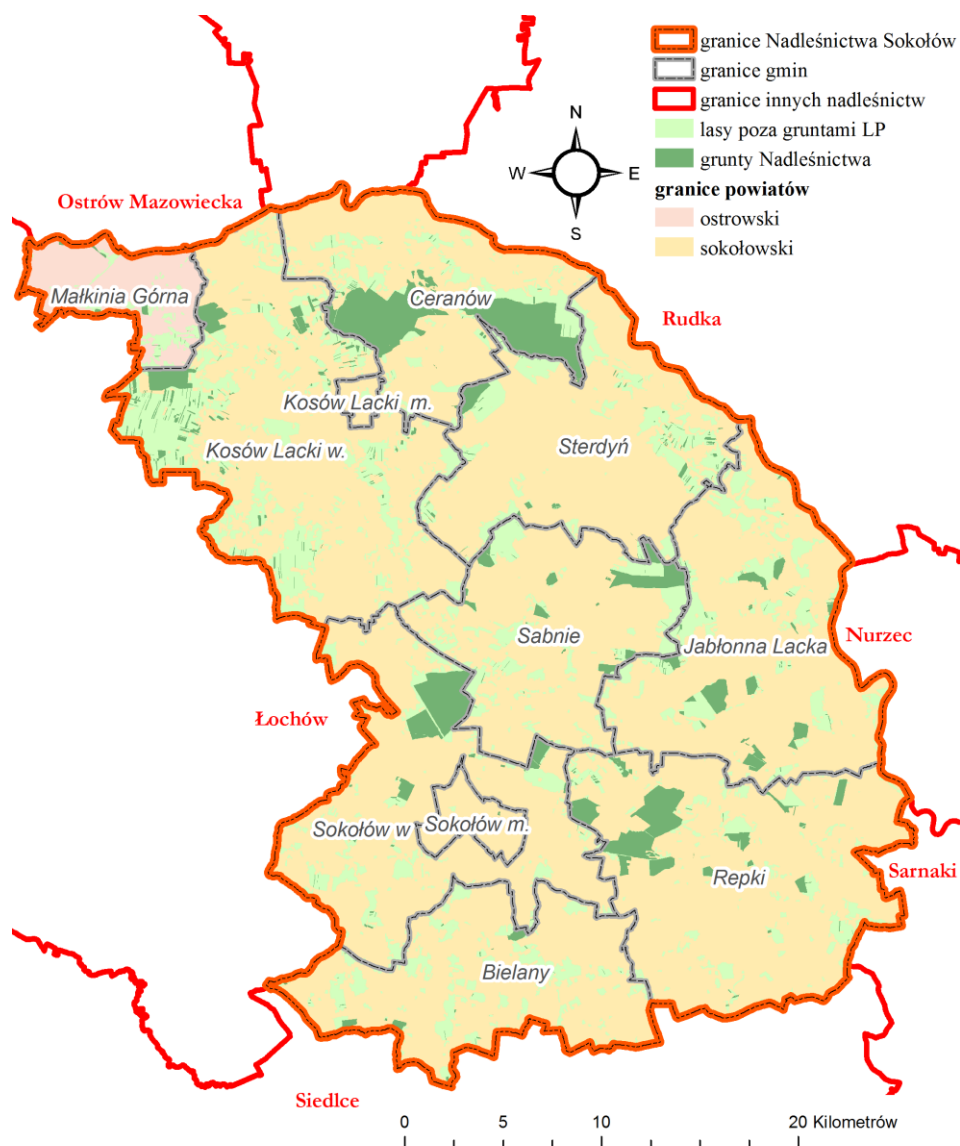 granice Nadleśnictwa Sokołów
granice gmin
granice innych nadleśnictw
lasy poza gruntami LP
grunty Nadleśnictwa
granice powiatów
ostrowski
sokołowski
N
W
E
S
Ostrów Mazowiecka
Małkinia Górna
Ceranów
Rudka
Kosów Lacki m.
Kosów Lacki w.
Sterdyń
Sabnie
Jabłonna Lacka
Nurzec
Łochów
Sokołów w
Sokołów m.
Repki
Sarnaki
Bielany
Siedlce
0 5 10 20 Kilometrów